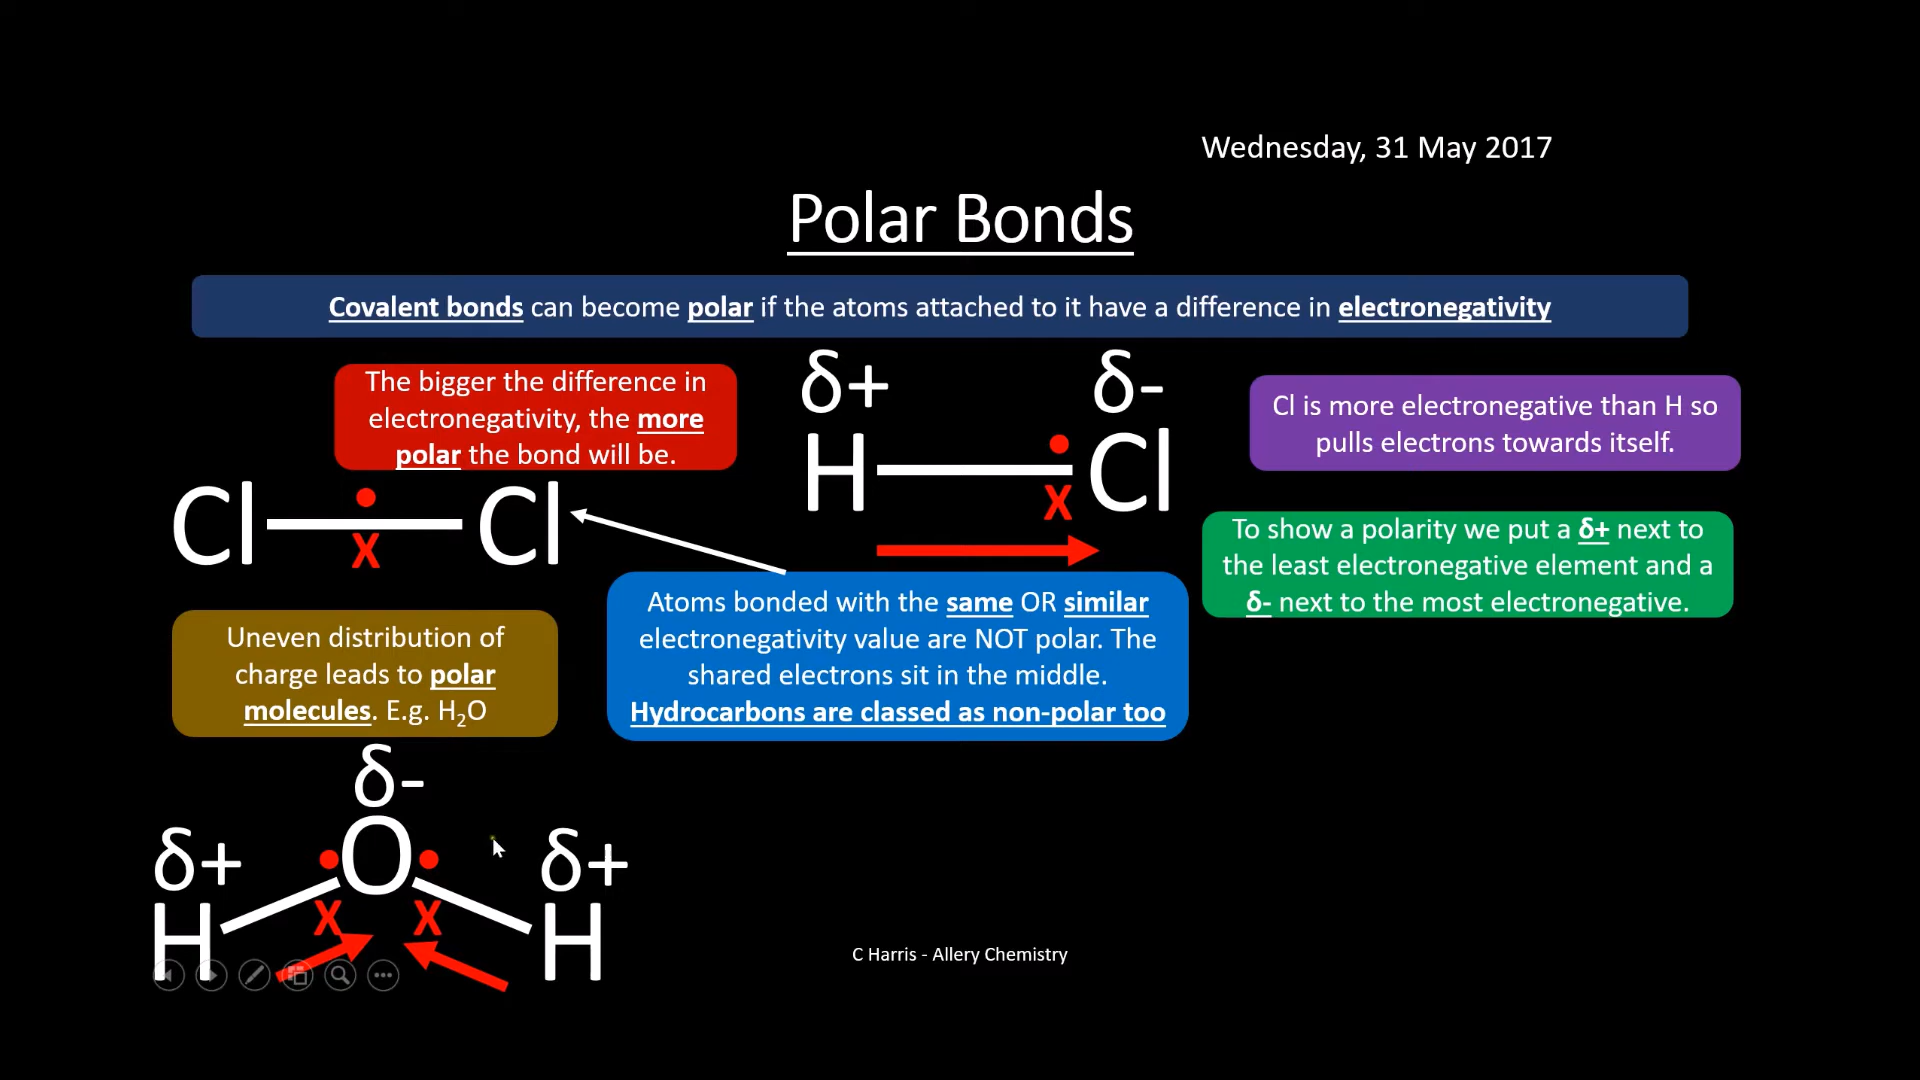 Wednesday, 31 May 2017
Polar Bonds
Covalent bonds can become polar if the atoms attached to it have a difference in electronegativity
The bigger the difference in
electronegativity, the more
polar the bond will be.
δ+ δ-
H Cl
X
Cl is more electronegative than H so
pulls electrons towards itself.
Cl Cl
X
To show a polarity we put a δ+ next to
the least electronegative element and a
δ- next to the most electronegative.
Atoms bonded with the same OR similar
electronegativity value are NOT polar. The
shared electrons sit in the middle.
Hydrocarbons are classed as non-polar too
Uneven distribution of
charge leads to polar
molecules. E.g. H₂O
δ-
δ+ O δ+
X X
H H
C Harris - Allery Chemistry